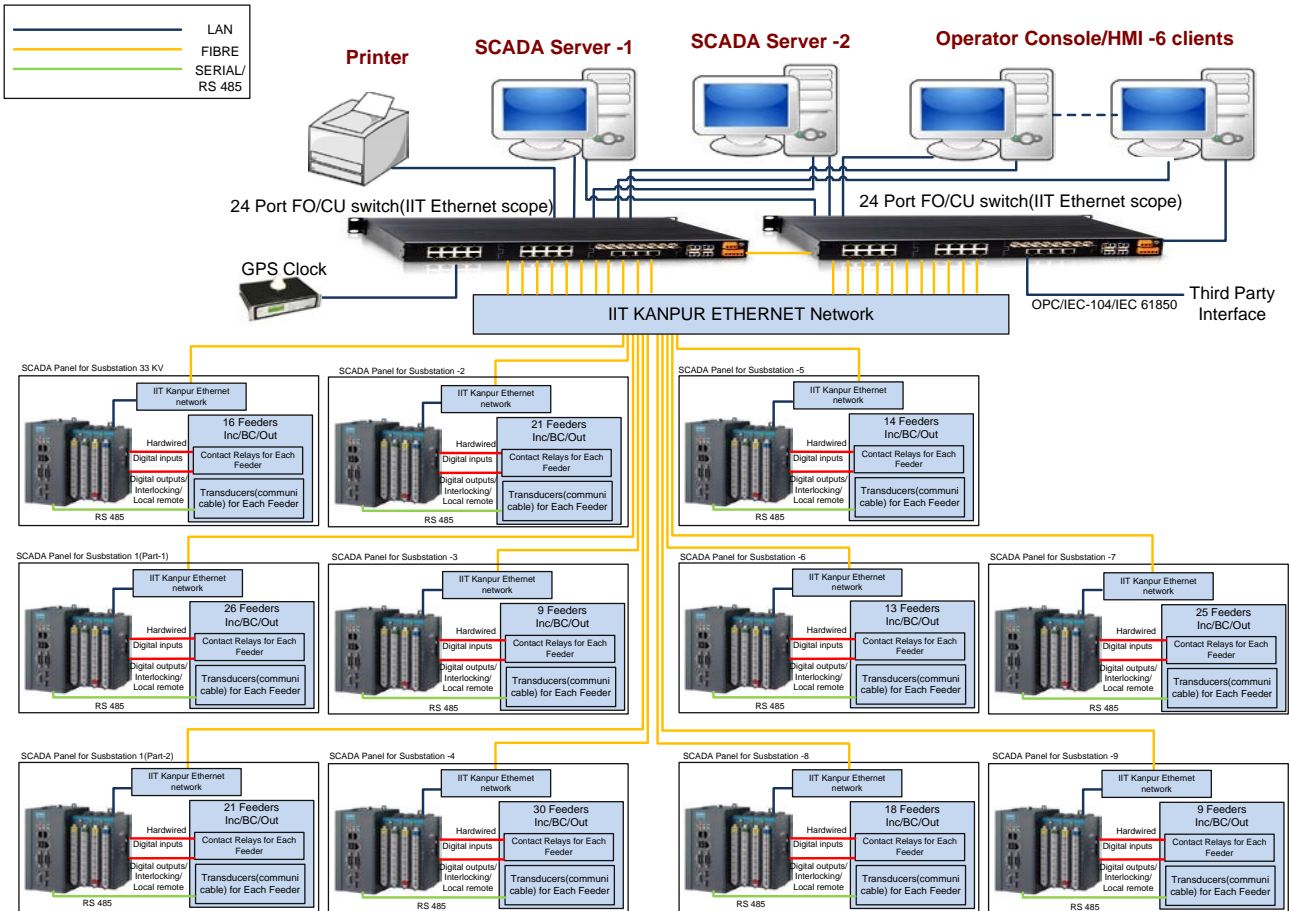 LAN
FIBRE
SERIAL/
RS 485
Printer
SCADA Server -1
SCADA Server -2
Operator Console/HMI -6 clients
24 Port FO/CU switch(IIT Ethernet scope)
24 Port FO/CU switch(IIT Ethernet scope)
GPS Clock
OPC/IEC-104/IEC 61850
Third Party
Interface
IIT KANPUR ETHERNET Network
SCADA Panel for Susbstation 33 KV
IIT Kanpur Ethernet
network
16 Feeders
Inc/BC/Out
Hardwired
Digital inputs
Contact Relays for Each
Feeder
Digital outputs/
Interlocking/
Local remote
Transducers(communi
cable) for Each Feeder
RS 485
SCADA Panel for Susbstation -2
IIT Kanpur Ethernet
network
21 Feeders
Inc/BC/Out
Hardwired
Digital inputs
Contact Relays for Each
Feeder
Digital outputs/
Interlocking/
Local remote
Transducers(communi
cable) for Each Feeder
RS 485
SCADA Panel for Susbstation -5
IIT Kanpur Ethernet
network
14 Feeders
Inc/BC/Out
Hardwired
Digital inputs
Contact Relays for Each
Feeder
Digital outputs/
Interlocking/
Local remote
Transducers(communi
cable) for Each Feeder
RS 485
SCADA Panel for Susbstation 1(Part-1)
IIT Kanpur Ethernet
network
26 Feeders
Inc/BC/Out
Hardwired
Digital inputs
Contact Relays for Each
Feeder
Digital outputs/
Interlocking/
Local remote
Transducers(communi
cable) for Each Feeder
RS 485
SCADA Panel for Susbstation -3
IIT Kanpur Ethernet
network
9 Feeders
Inc/BC/Out
Hardwired
Digital inputs
Contact Relays for Each
Feeder
Digital outputs/
Interlocking/
Local remote
Transducers(communi
cable) for Each Feeder
RS 485
SCADA Panel for Susbstation -6
IIT Kanpur Ethernet
network
13 Feeders
Inc/BC/Out
Hardwired
Digital inputs
Contact Relays for Each
Feeder
Digital outputs/
Interlocking/
Local remote
Transducers(communi
cable) for Each Feeder
RS 485
SCADA Panel for Susbstation -7
IIT Kanpur Ethernet
network
25 Feeders
Inc/BC/Out
Hardwired
Digital inputs
Contact Relays for Each
Feeder
Digital outputs/
Interlocking/
Local remote
Transducers(communi
cable) for Each Feeder
RS 485
SCADA Panel for Susbstation 1(Part-2)
IIT Kanpur Ethernet
network
21 Feeders
Inc/BC/Out
Hardwired
Digital inputs
Contact Relays for Each
Feeder
Digital outputs/
Interlocking/
Local remote
Transducers(communi
cable) for Each Feeder
RS 485
SCADA Panel for Susbstation -4
IIT Kanpur Ethernet
network
30 Feeders
Inc/BC/Out
Hardwired
Digital inputs
Contact Relays for Each
Feeder
Digital outputs/
Interlocking/
Local remote
Transducers(communi
cable) for Each Feeder
RS 485
SCADA Panel for Susbstation -8
IIT Kanpur Ethernet
network
18 Feeders
Inc/BC/Out
Hardwired
Digital inputs
Contact Relays for Each
Feeder
Digital outputs/
Interlocking/
Local remote
Transducers(communi
cable) for Each Feeder
RS 485
SCADA Panel for Susbstation -9
IIT Kanpur Ethernet
network
9 Feeders
Inc/BC/Out
Hardwired
Digital inputs
Contact Relays for Each
Feeder
Digital outputs/
Interlocking/
Local remote
Transducers(communi
cable) for Each Feeder
RS 485